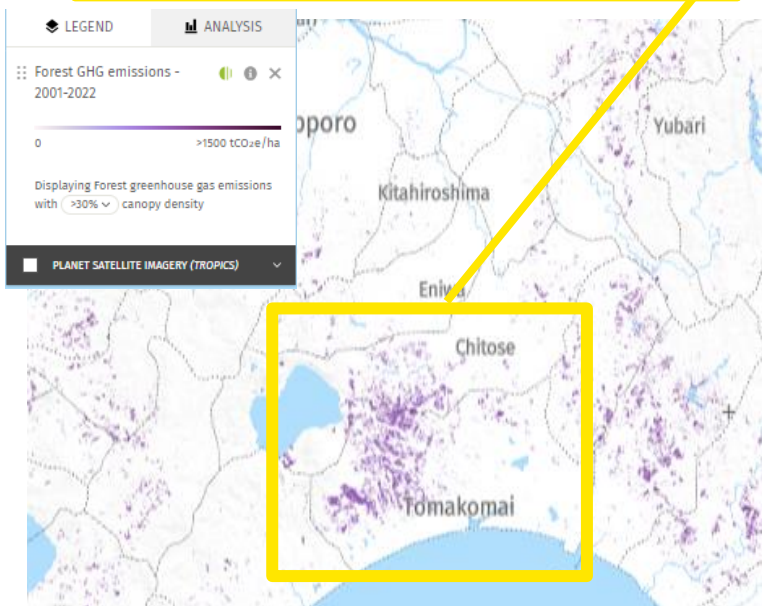 LEGEND
ANALYSIS
Forest GHG emissions -
2001-2022
0
>1500 tCO₂e/ha
Displaying Forest greenhouse gas emissions
with >30% canopy density
PLANET SATELLITE IMAGERY (TROPICS)
pporo
Yubari
Kitahiroshima
Eniwa
Chitose
Tomakomai